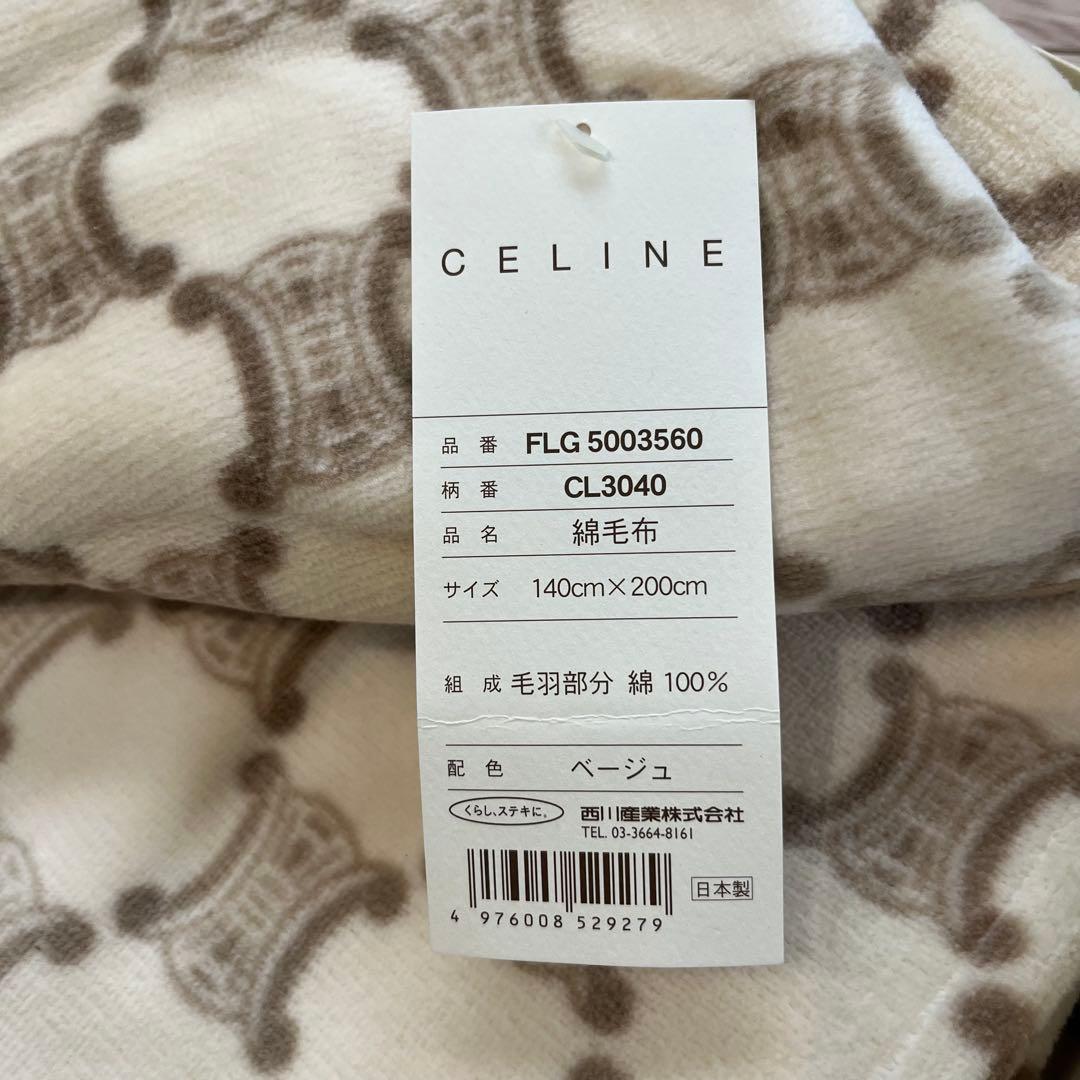 CELINE
品番 FLG 5003560
柄番 CL3040
品名 綿毛布
サイズ 140cm×200cm
組成 毛羽部分 綿 100%
配色 ベージュ
くらし、ステキに。 西川産業株式会社
TEL. 03-3664-8161
日本製
4 976008 529279